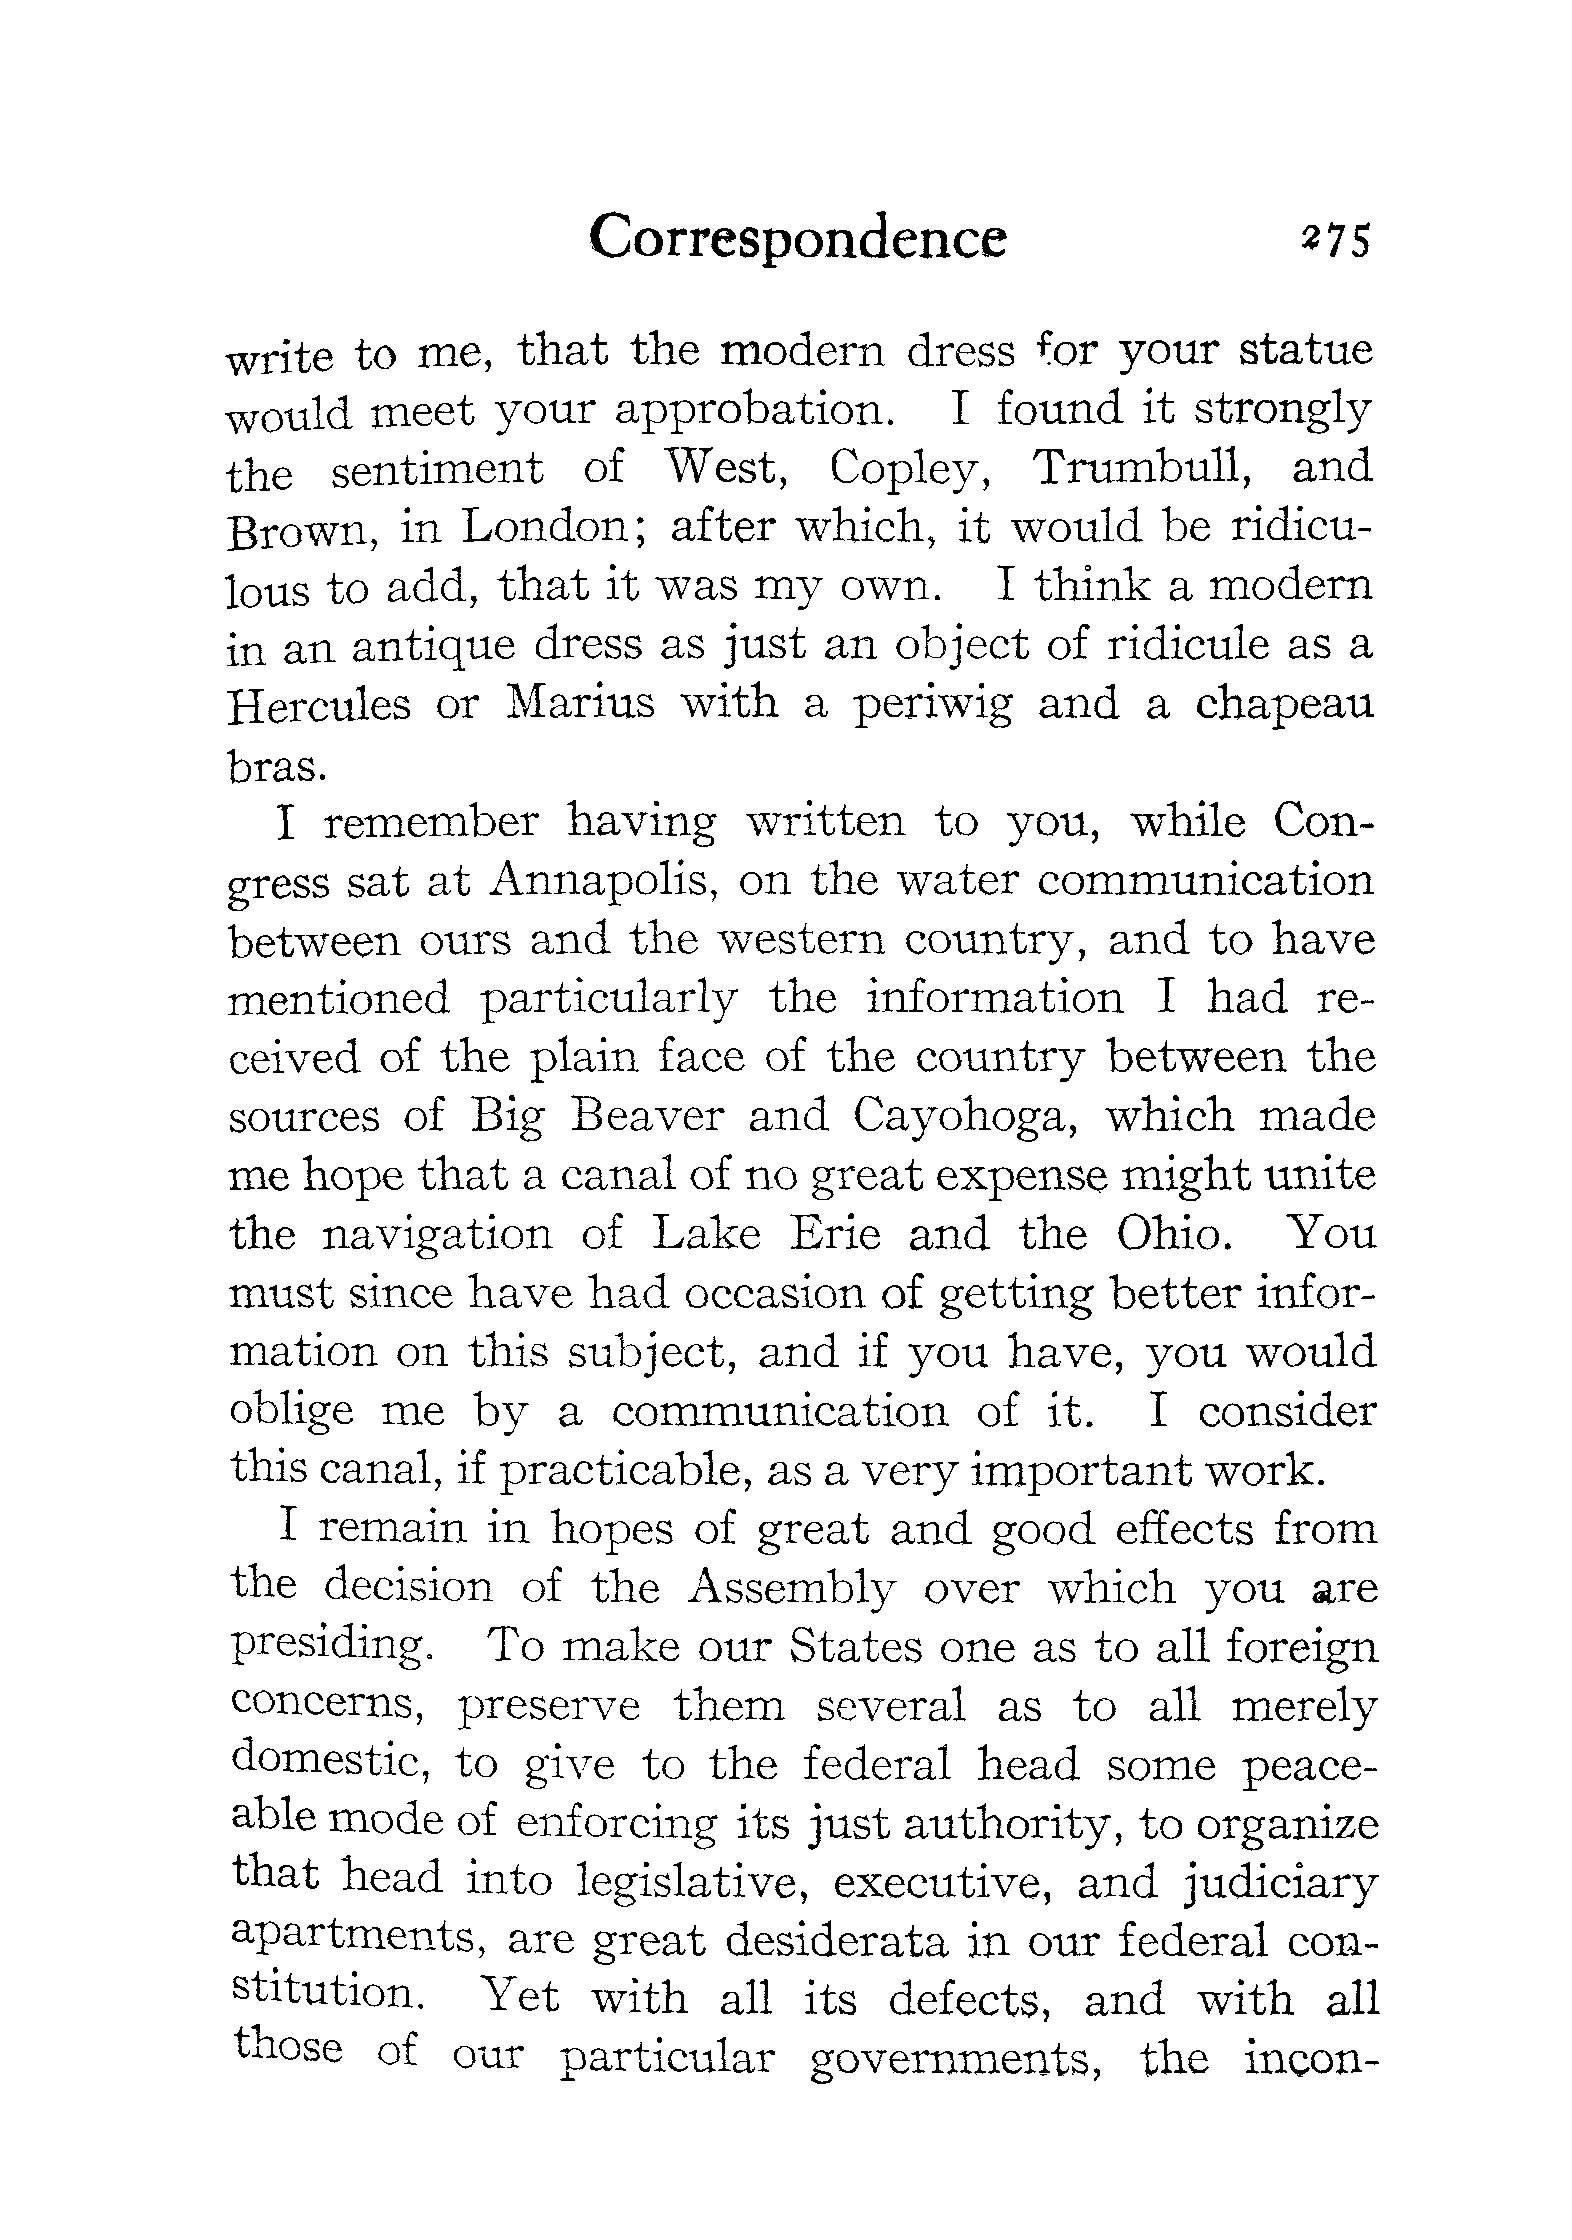 Correspondence 275
write to me, that the modern dress for your statue
would meet your approbation. I found it strongly
the sentiment of West, Copley, Trumbull, and
Brown, in London; after which, it would be ridicu-
lous to add, that it was my own. I think a modern
in an antique dress as just an object of ridicule as a
Hercules or Marius with a periwig and a chapeau
bras.
I remember having written to you, while Con-
gress sat at Annapolis, on the water communication
between ours and the western country, and to have
mentioned particularly the information I had re-
ceived of the plain face of the country between the
sources of Big Beaver and Cayohoga, which made
me hope that a canal of no great expense might unite
the navigation of Lake Erie and the Ohio. You
must since have had occasion of getting better infor-
mation on this subject, and if you have, you would
oblige me by a communication of it. I consider
this canal, if practicable, as a very important work.
I remain in hopes of great and good effects from
the decision of the Assembly over which you are
presiding. To make our States one as to all foreign
concerns, preserve them several as to all merely
domestic, to give to the federal head some peace-
able mode of enforcing its just authority, to organize
that head into legislative, executive, and judiciary
apartments, are great desiderata in our federal con-
stitution. Yet with all its defects, and with all
those of our particular governments, the incon-